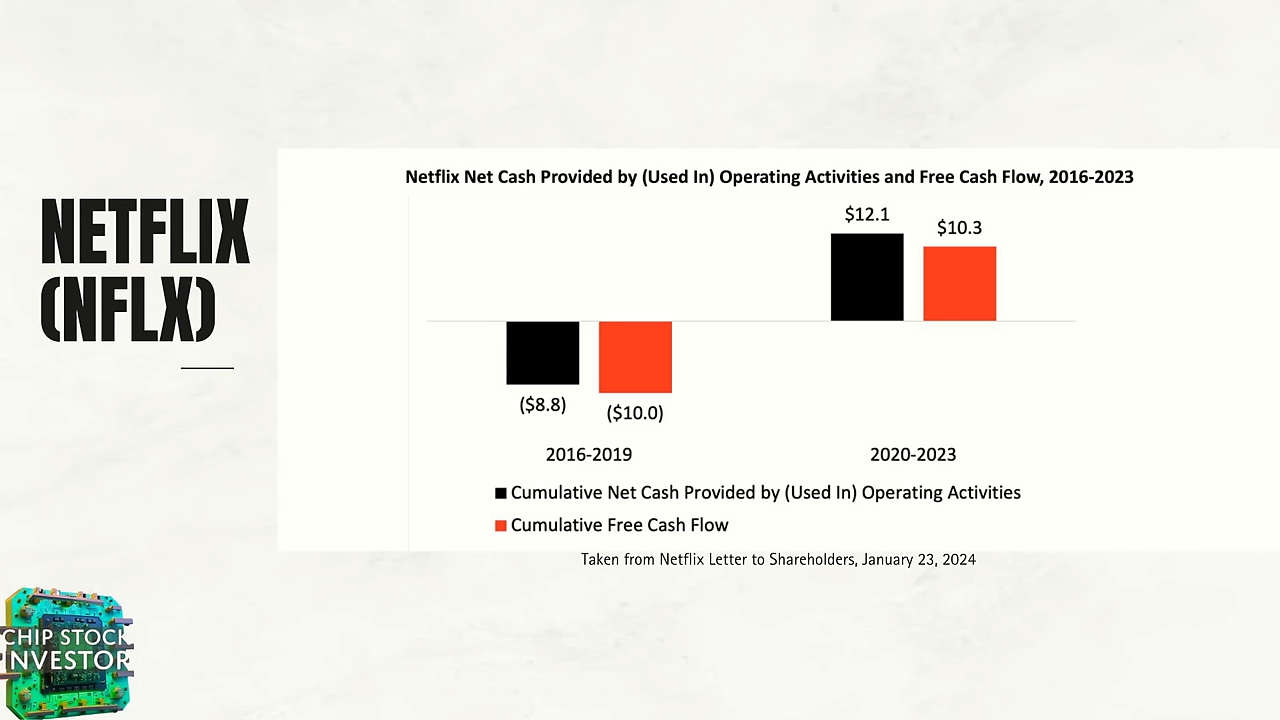 NETFLIX
(NFLX)
Netflix Net Cash Provided by (Used In) Operating Activities and Free Cash Flow, 2016-2023
$12.1
$10.3
($8.8)
($10.0)
2016-2019
2020-2023
Cumulative Net Cash Provided by (Used In) Operating Activities
Cumulative Free Cash Flow
Taken from Netflix Letter to Shareholders, January 23, 2024
CHIP STOCK
INVESTOR